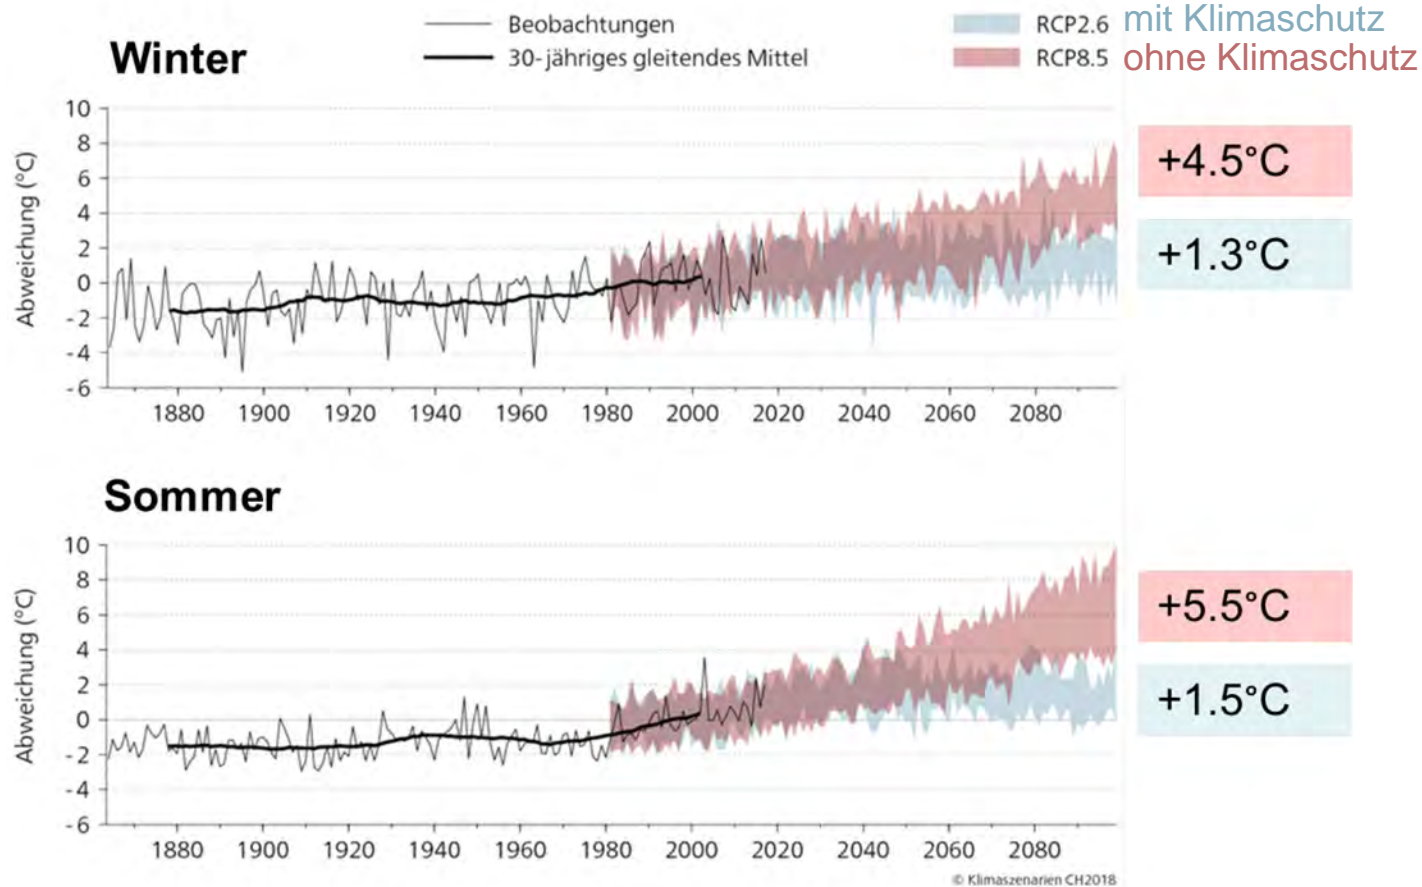 Winter
Beobachtungen
30-jähriges gleitendes Mittel
RCP2.6 mit Klimaschutz
RCP8.5 ohne Klimaschutz
Abweichung (°C)
10
8
6
4
2
0
-2
-4
-6
1880 1900 1920 1940 1960 1980 2000 2020 2040 2060 2080
+4.5°C
+1.3°C
Sommer
Abweichung (°C)
10
8
6
4
2
0
-2
-4
-6
1880 1900 1920 1940 1960 1980 2000 2020 2040 2060 2080
+5.5°C
+1.5°C
© Klimaszenarien CH2018